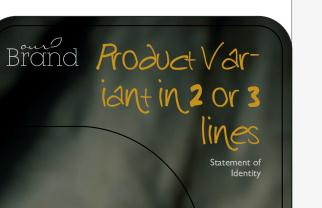 our
Brand
Product Var-
iant in 2 or 3
lines
Statement of
Identity